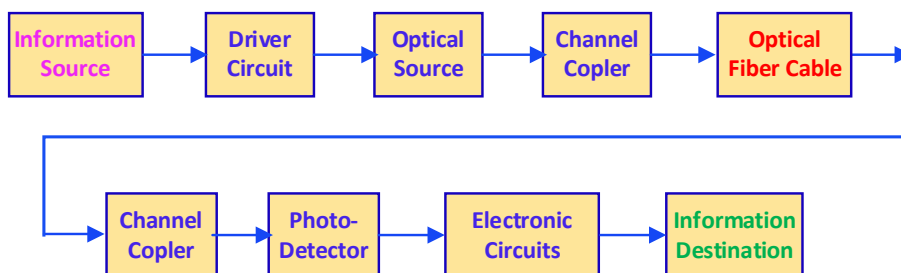 Information
Source
Driver
Circuit
Optical
Source
Channel
Copler
Optical
Fiber Cable
Channel
Copler
Photo-
Detector
Electronic
Circuits
Information
Destination